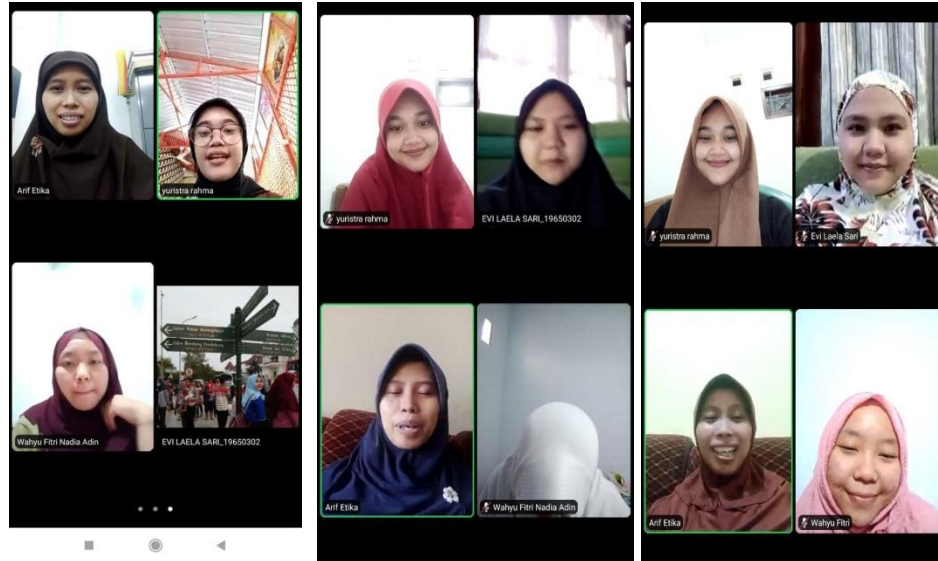 Arif Etika
yuristra rahma
Wahyu Fitri Nadia Adin
EVI LAELA SARI_19650302
yuristra rahma
EVI LAELA SARI_19650302
Arif Etika
Wahyu Fitri Nadia Adin
yuristra rahma
Evi Laela Sari
Arif Etika
Wahyu Fitri